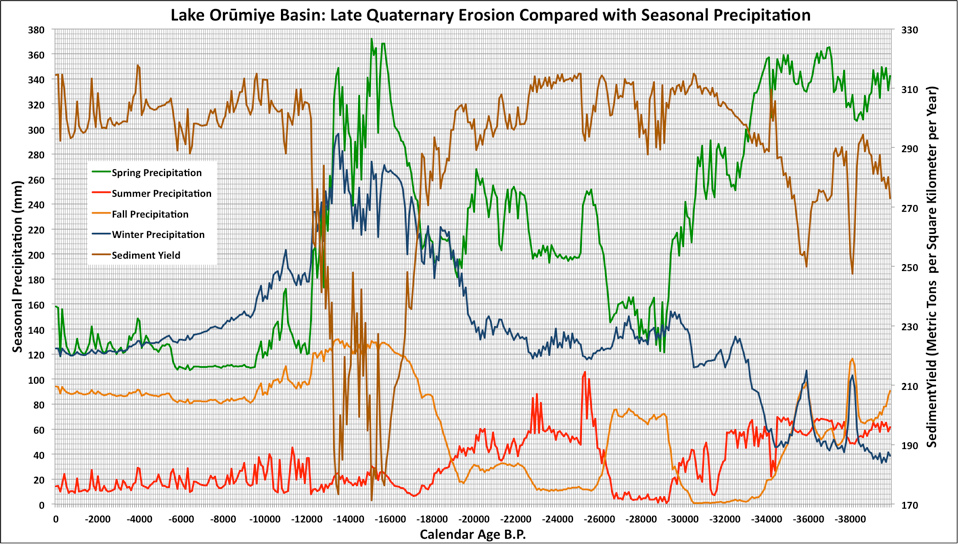 Lake Orūmiye Basin: Late Quaternary Erosion Compared with Seasonal Precipitation
Seasonal Precipitation (mm)
380
360
340
320
300
280
260
240
220
200
180
160
140
120
100
80
60
40
20
0
Spring Precipitation
Summer Precipitation
Fall Precipitation
Winter Precipitation
Sediment Yield
330
310
290
270
250
230
210
190
170
SedimentYield (Metric Tons per Square Kilometer per Year)
0 -2000 -4000 -6000 -8000 -10000 -12000 -14000 -16000 -18000 -20000 -22000 -24000 -26000 -28000 -30000 -32000 -34000 -36000 -38000
Calendar Age B.P.